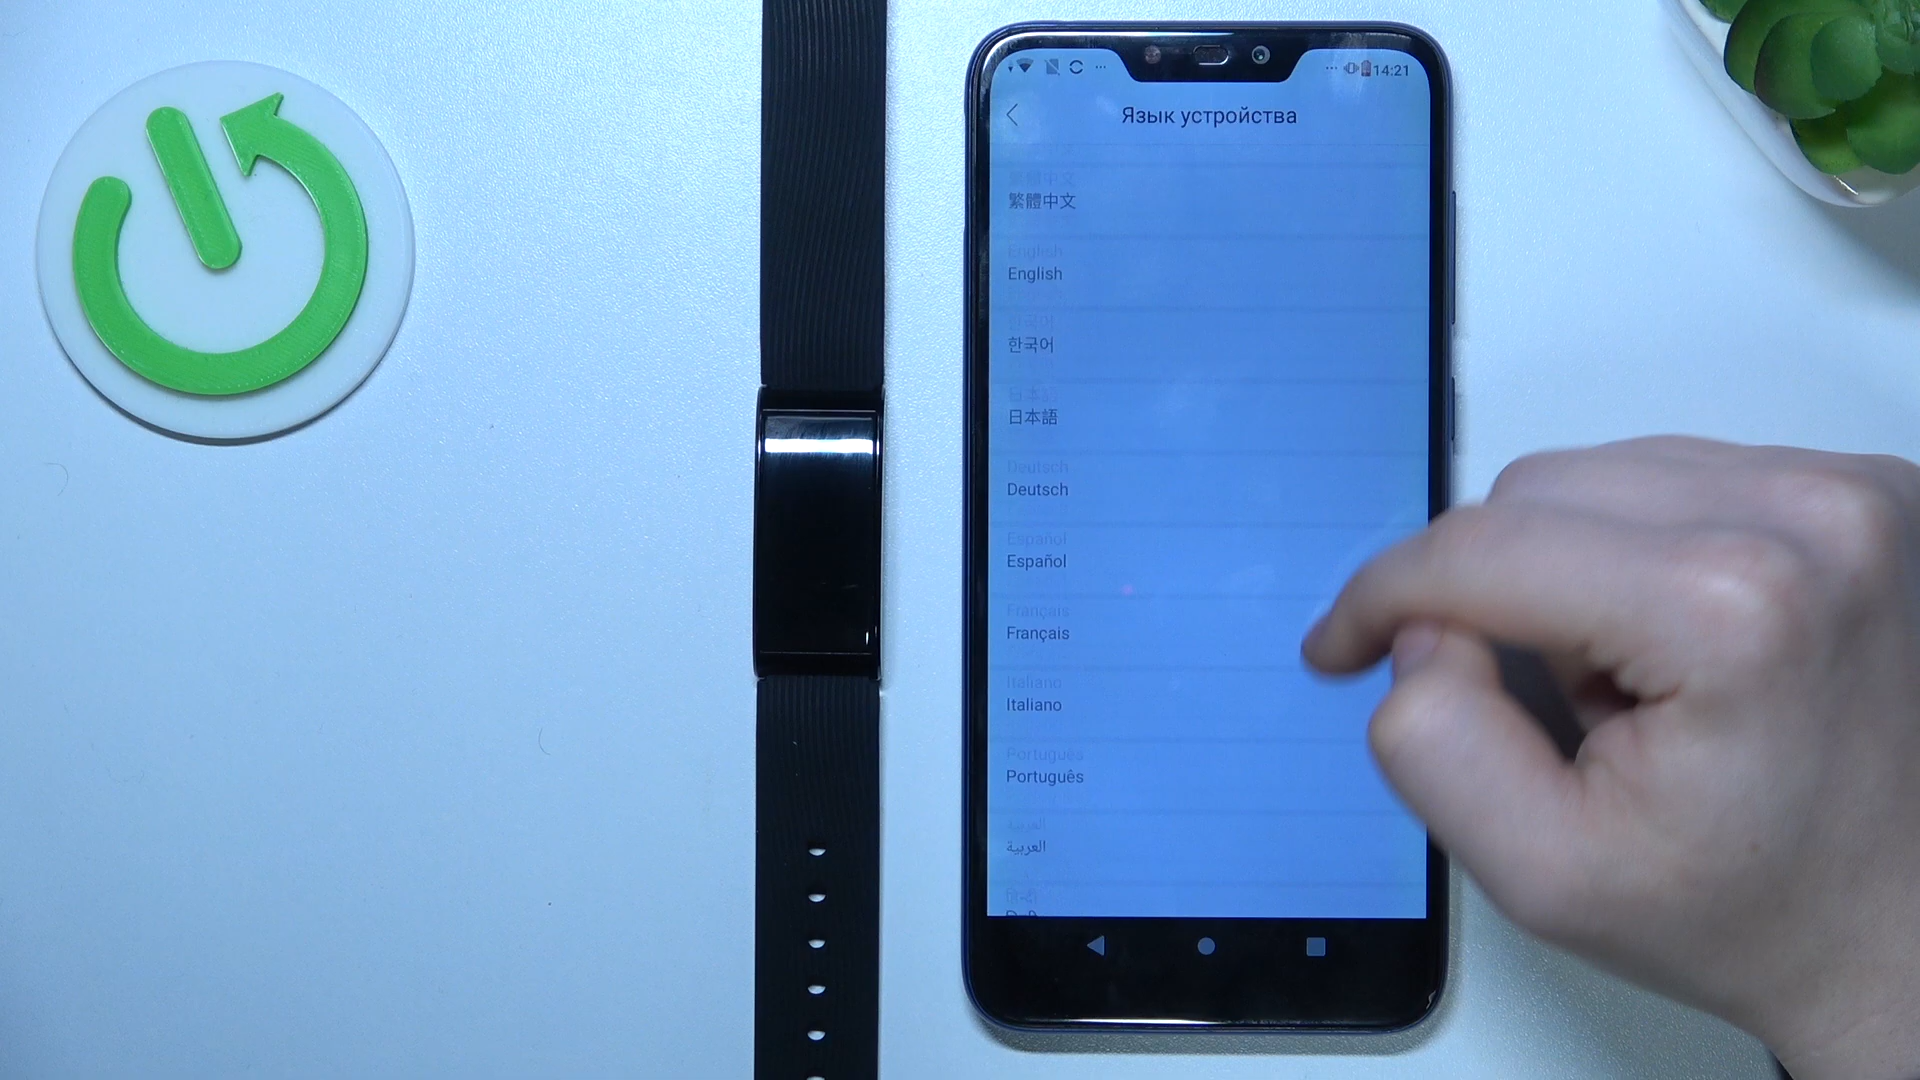 14:21
Язык устройства
繁體中文
English
한국어
日本語
Deutsch
Español
Français
Italiano
Português
العربية